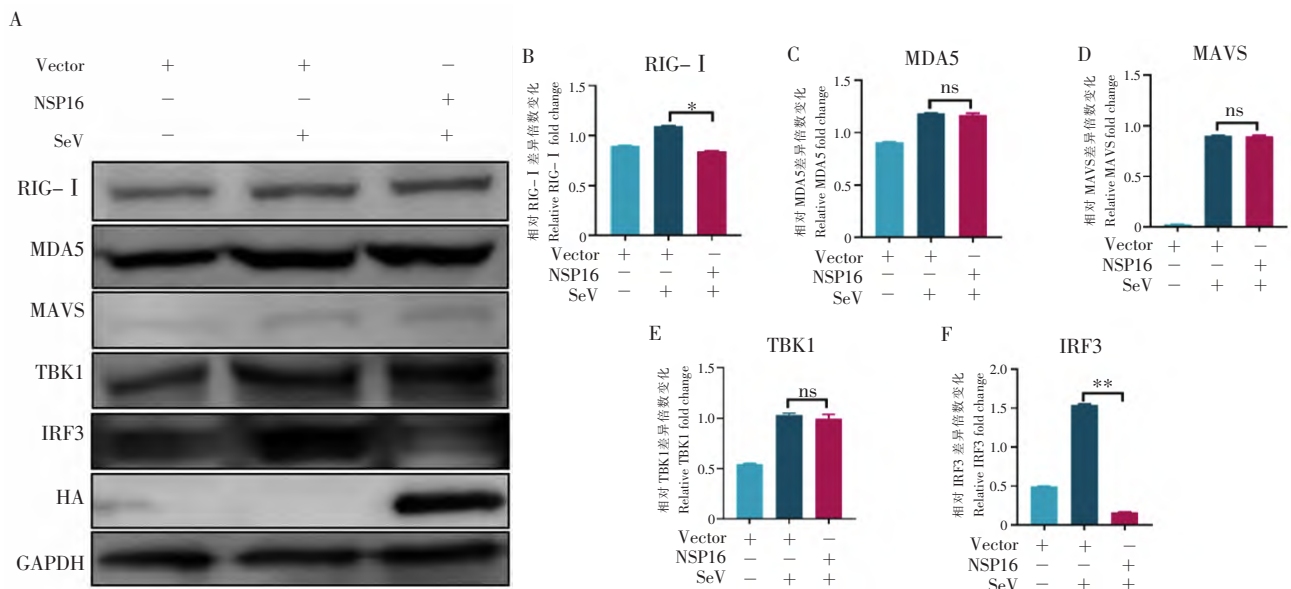 A
Vector + + −
NSP16 − − +
SeV − + +
RIG-Ⅰ
MDA5
MAVS
TBK1
IRF3
HA
GAPDH
B
RIG-Ⅰ
相对 RIG-Ⅰ 差异倍数变化
Relative RIG-Ⅰ fold change
1.5
1.0
0.5
0
*
Vector + + −
NSP16 − − +
SeV − + +
C
MDA5
相对 MDA5差异倍数变化
Relative MDA5 fold change
1.5
1.0
0.5
0
ns
Vector + + −
NSP16 − − +
SeV − + +
D
MAVS
相对 MAVS差异倍数变化
Relative MAVS fold change
1.5
1.0
0.5
0
ns
Vector + + −
NSP16 − − +
SeV − + +
E
TBK1
相对 TBK1差异倍数变化
Relative TBK1 fold change
1.5
1.0
0.5
0
ns
Vector + + −
NSP16 − − +
SeV − + +
F
IRF3
相对 IRF3 差异倍数变化
Relative IRF3 fold change
2.0
1.5
1.0
0.5
0
**
Vector + + −
NSP16 − − +
SeV − + +